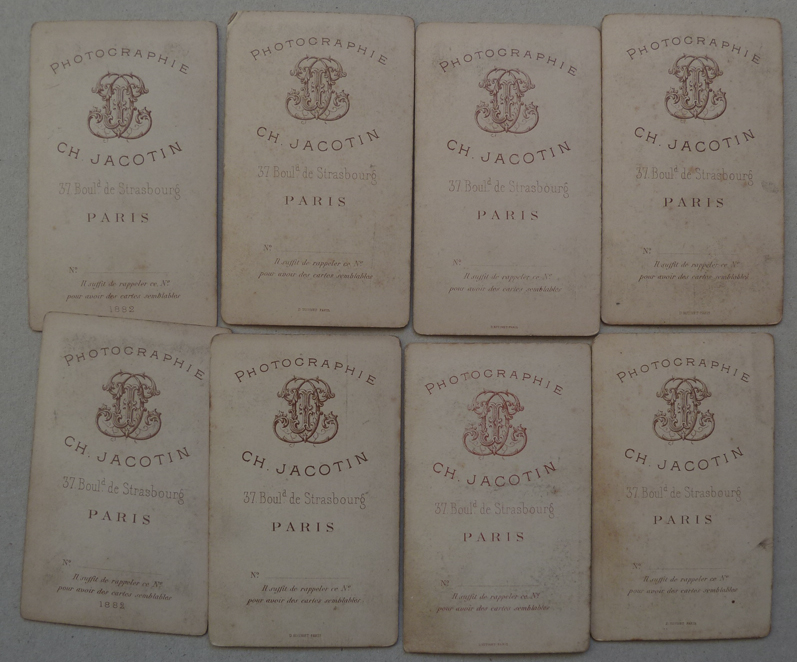 PHOTOGRAPHIE
CH. JACOTIN
37 Boulᵈ de Strasbourg
PARIS
Nº
Il suffit de rappeler ce Nº
pour avoir des cartes semblables
1882
PHOTOGRAPHIE
CH. JACOTIN
37 Boulᵈ de Strasbourg
PARIS
Nº
Il suffit de rappeler ce Nº
pour avoir des cartes semblables
PHOTOGRAPHIE
CH. JACOTIN
37 Boulᵈ de Strasbourg
PARIS
Nº
Il suffit de rappeler ce Nº
pour avoir des cartes semblables
PHOTOGRAPHIE
CH. JACOTIN
37 Boulᵈ de Strasbourg
PARIS
Nº
Il suffit de rappeler ce Nº
pour avoir des cartes semblables
PHOTOGRAPHIE
CH. JACOTIN
37 Boulᵈ de Strasbourg
PARIS
Nº
Il suffit de rappeler ce Nº
pour avoir des cartes semblables
1882
PHOTOGRAPHIE
CH. JACOTIN
37 Boulᵈ de Strasbourg
PARIS
Nº
Il suffit de rappeler ce Nº
pour avoir des cartes semblables
PHOTOGRAPHIE
CH. JACOTIN
37 Boulᵈ de Strasbourg
PARIS
Nº
Il suffit de rappeler ce Nº
pour avoir des cartes semblables
PHOTOGRAPHIE
CH. JACOTIN
37 Boulᵈ de Strasbourg
PARIS
Nº
Il suffit de rappeler ce Nº
pour avoir des cartes semblables